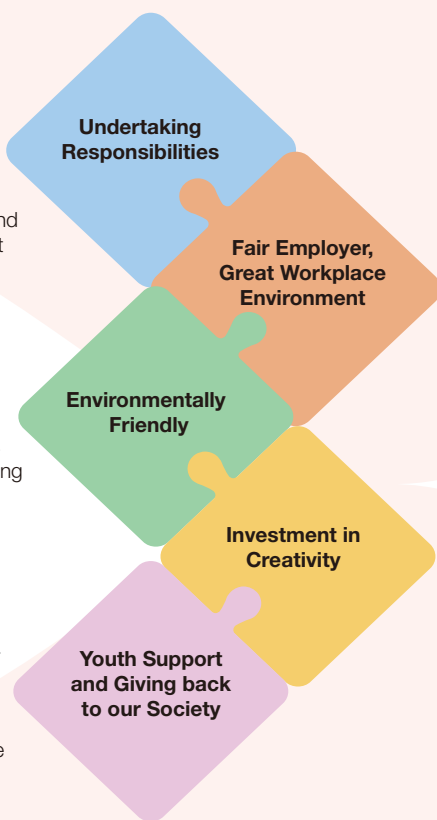 Undertaking
Responsibilities
Fair Employer,
Great Workplace
Environment
Environmentally
Friendly
Investment in
Creativity
Youth Support
and Giving back
to our Society